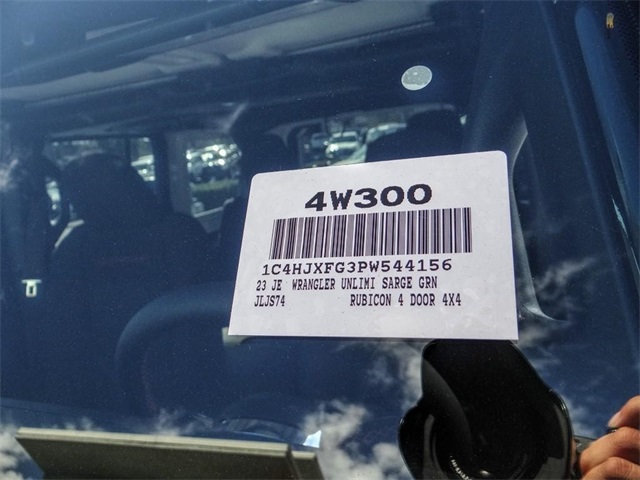 4W300
1C4HJXFG3PW544156
23 JE WRANGLER UNLIMI SARGE GRN
JLJS74 RUBICON 4 DOOR 4X4